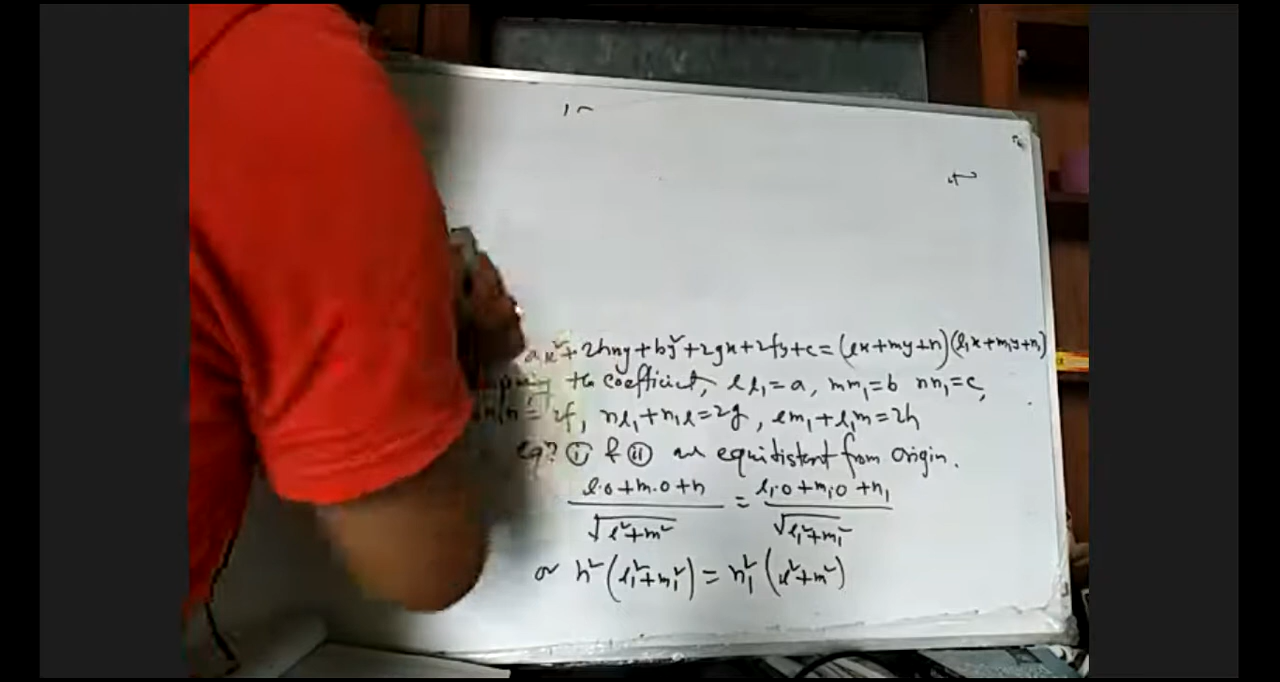 ax²+2hxy+by²+2gx+2fy+c=(lx+my+n)(l₁x+m₁y+n₁)
the coefficient, ll₁=a, mm₁=b nn₁=c,
=2f, nl₁+n₁l=2g, lm₁+l₁m=2h
eqⁿ (i) & (ii) are equidistent from origin.
(l·0+m·0+n)/√(l²+m²) = (l₁·0+m₁·0+n₁)/√(l₁²+m₁²)
or n²(l₁²+m₁²)=n₁²(l²+m²)